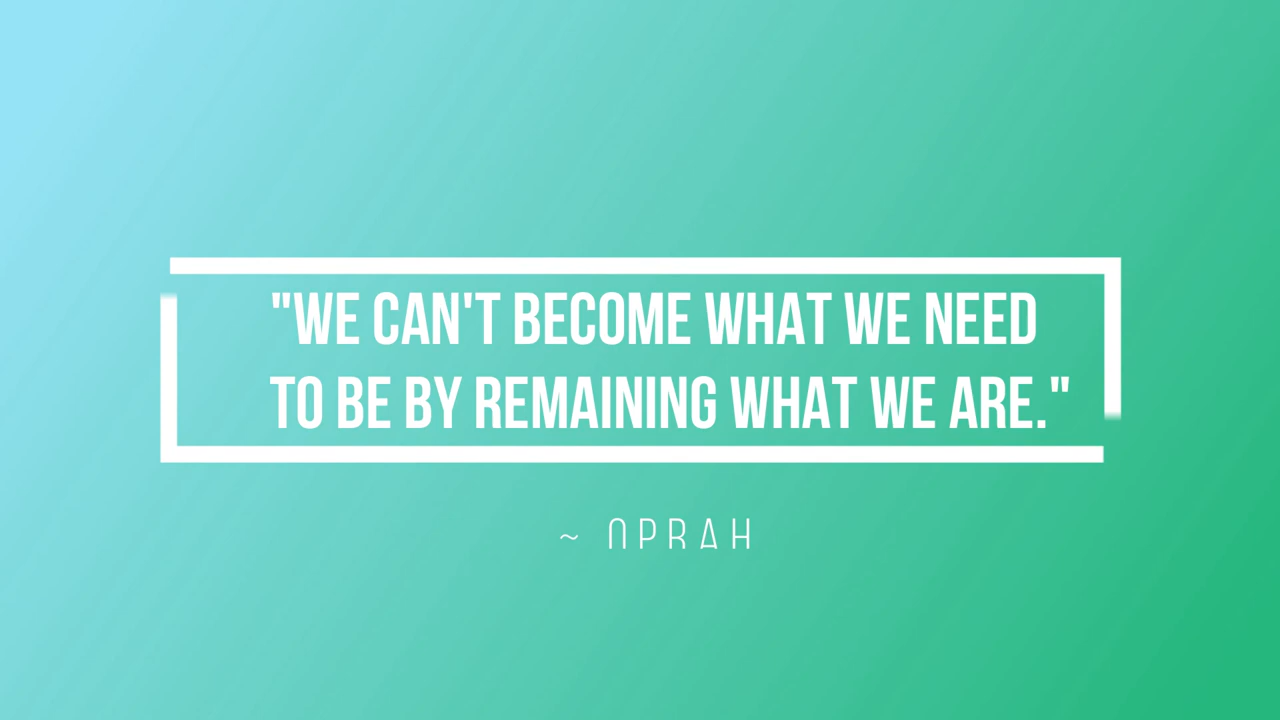 "WE CAN'T BECOME WHAT WE NEED
TO BE BY REMAINING WHAT WE ARE."
~ OPRAH